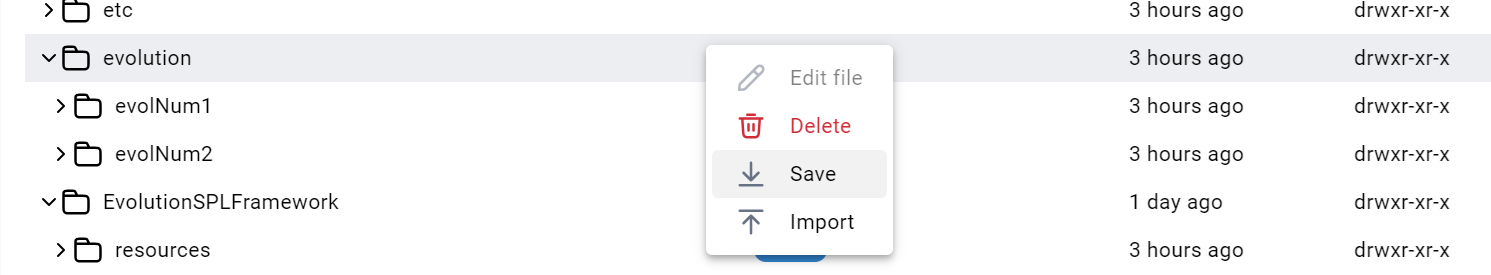 etc 3 hours ago drwxr-xr-x
evolution 3 hours ago drwxr-xr-x
Edit file
evolNum1 3 hours ago drwxr-xr-x
Delete
evolNum2 3 hours ago drwxr-xr-x
Save
EvolutionSPLFramework 1 day ago drwxr-xr-x
Import
resources 3 hours ago drwxr-xr-x